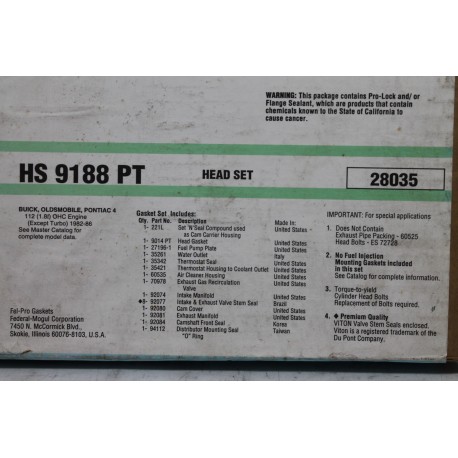 WARNING: This package contains Pro-Lock and/ or
Flange Sealant, which are products that contain
chemicals known to the State of California to
cause cancer.
HS 9188 PT
HEAD SET
28035
BUICK, OLDSMOBILE, PONTIAC 4
112 (1.8ℓ) OHC Engine
(Except Turbo) 1982-86
See Master Catalog for
complete model data.
Fel-Pro Gaskets
Federal-Mogul Corporation
7450 N. McCormick Blvd.,
Skokie, Illinois 60076-8103, U.S.A.
Gasket Set Includes:
Qty. Part No. Description Made In:
1- 221L Set 'N Seal Compound used United States
as Cam Carrier Housing
1- 9014 PT Head Gasket United States
1- 27196-1 Fuel Pump Plate United States
1- 35261 Water Outlet Italy
1- 35342 Thermostat Seal United States
1- 35421 Thermostat Housing to Coolant Outlet United States
1- 60535 Air Cleaner Housing United States
1- 70978 Exhaust Gas Recirculation United States
Valve
1- 92074 Intake Manifold United States
1- 92077 Intake & Exhaust Valve Stem Seal Brazil
1- 92080 Cam Cover United States
1- 92081 Exhaust Manifold United States
1- 92084 Camshaft Front Seal Korea
1- 94112 Distributor Mounting Seal Taiwan
"O" Ring
IMPORTANT: For special applications
1. Does Not Contain
Exhaust Pipe Packing - 60525
Head Bolts - ES 72728
2. No Fuel Injection
Mounting Gaskets included
in this set
See Catalog for complete information.
3. Torque-to-yield
Cylinder Head Bolts
Replacement of Bolts required.
4. ◆ Premium Quality
VITON Valve Stem Seals enclosed.
Viton is a registered trademark of the
Du Pont Company.